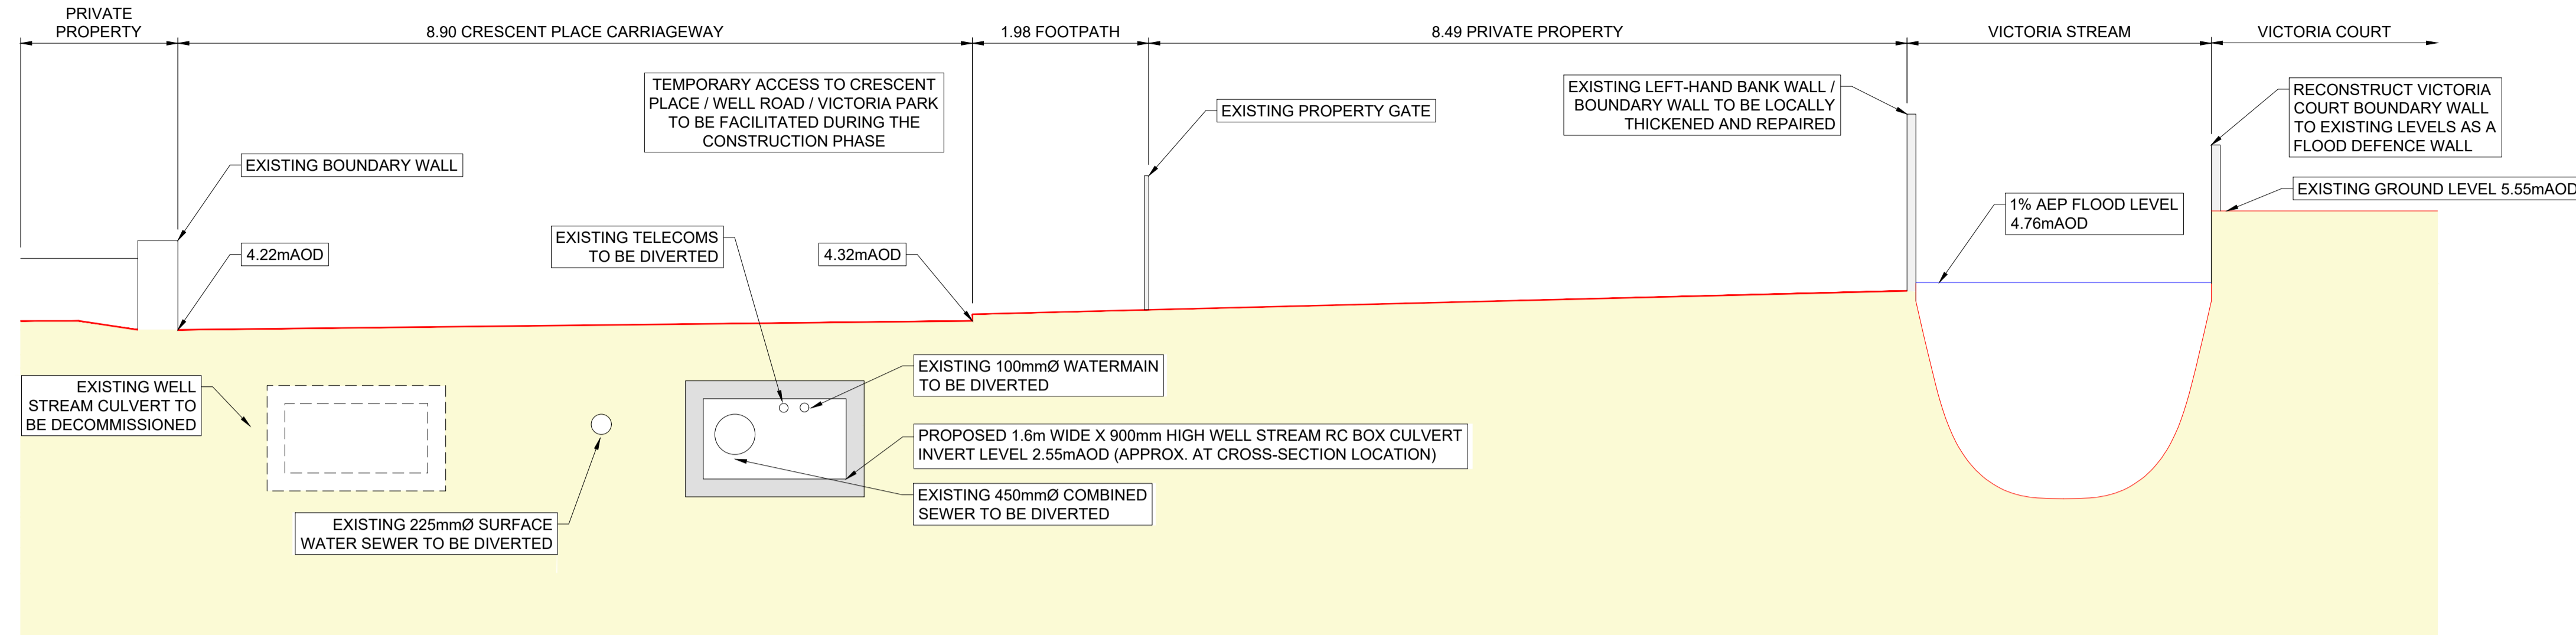 PRIVATE
PROPERTY
8.90 CRESCENT PLACE CARRIAGEWAY
1.98 FOOTPATH
8.49 PRIVATE PROPERTY
VICTORIA STREAM
VICTORIA COURT
TEMPORARY ACCESS TO CRESCENT
PLACE / WELL ROAD / VICTORIA PARK
TO BE FACILITATED DURING THE
CONSTRUCTION PHASE
EXISTING PROPERTY GATE
EXISTING LEFT-HAND BANK WALL /
BOUNDARY WALL TO BE LOCALLY
THICKENED AND REPAIRED
RECONSTRUCT VICTORIA
COURT BOUNDARY WALL
TO EXISTING LEVELS AS A
FLOOD DEFENCE WALL
EXISTING BOUNDARY WALL
EXISTING GROUND LEVEL 5.55mAOD
1% AEP FLOOD LEVEL
4.76mAOD
4.22mAOD
EXISTING TELECOMS
TO BE DIVERTED
4.32mAOD
EXISTING WELL
STREAM CULVERT TO
BE DECOMMISSIONED
EXISTING 100mmØ WATERMAIN
TO BE DIVERTED
PROPOSED 1.6m WIDE X 900mm HIGH WELL STREAM RC BOX CULVERT
INVERT LEVEL 2.55mAOD (APPROX. AT CROSS-SECTION LOCATION)
EXISTING 450mmØ COMBINED
SEWER TO BE DIVERTED
EXISTING 225mmØ SURFACE
WATER SEWER TO BE DIVERTED